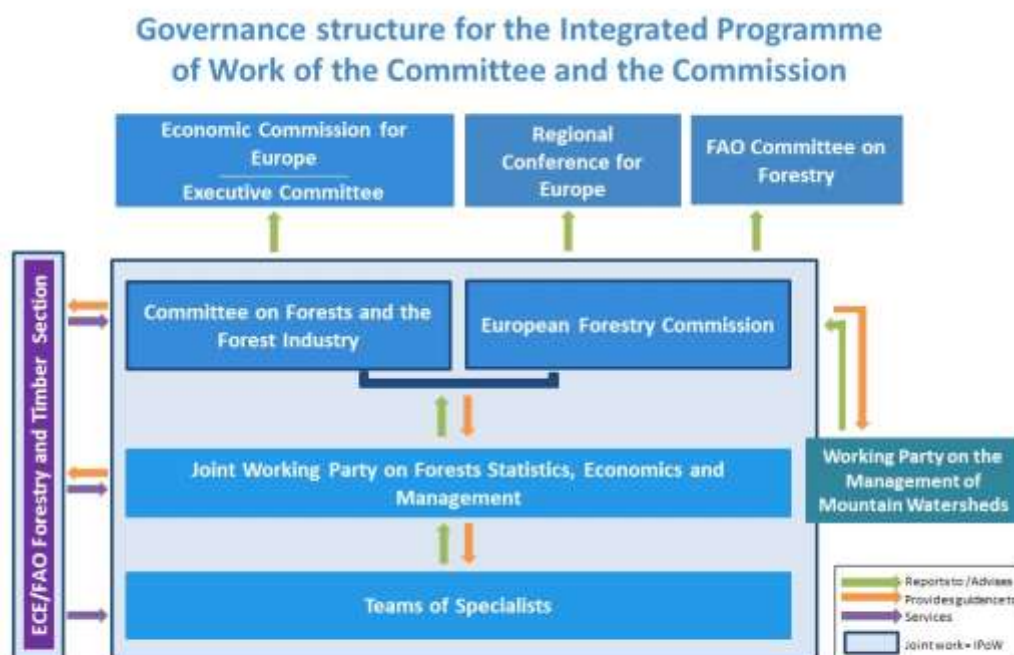 Governance structure for the Integrated Programme
of Work of the Committee and the Commission
Economic Commission for
Europe
Executive Committee
Regional
Conference for
Europe
FAO Committee on
Forestry
ECE/FAO Forestry and Timber Section
Committee on Forests and the
Forest Industry
European Forestry Commission
Joint Working Party on Forests Statistics, Economics and
Management
Working Party on the
Management of
Mountain Watersheds
Teams of Specialists
Reports to / Advises
Provides guidance to
Services
Joint work = IPoW